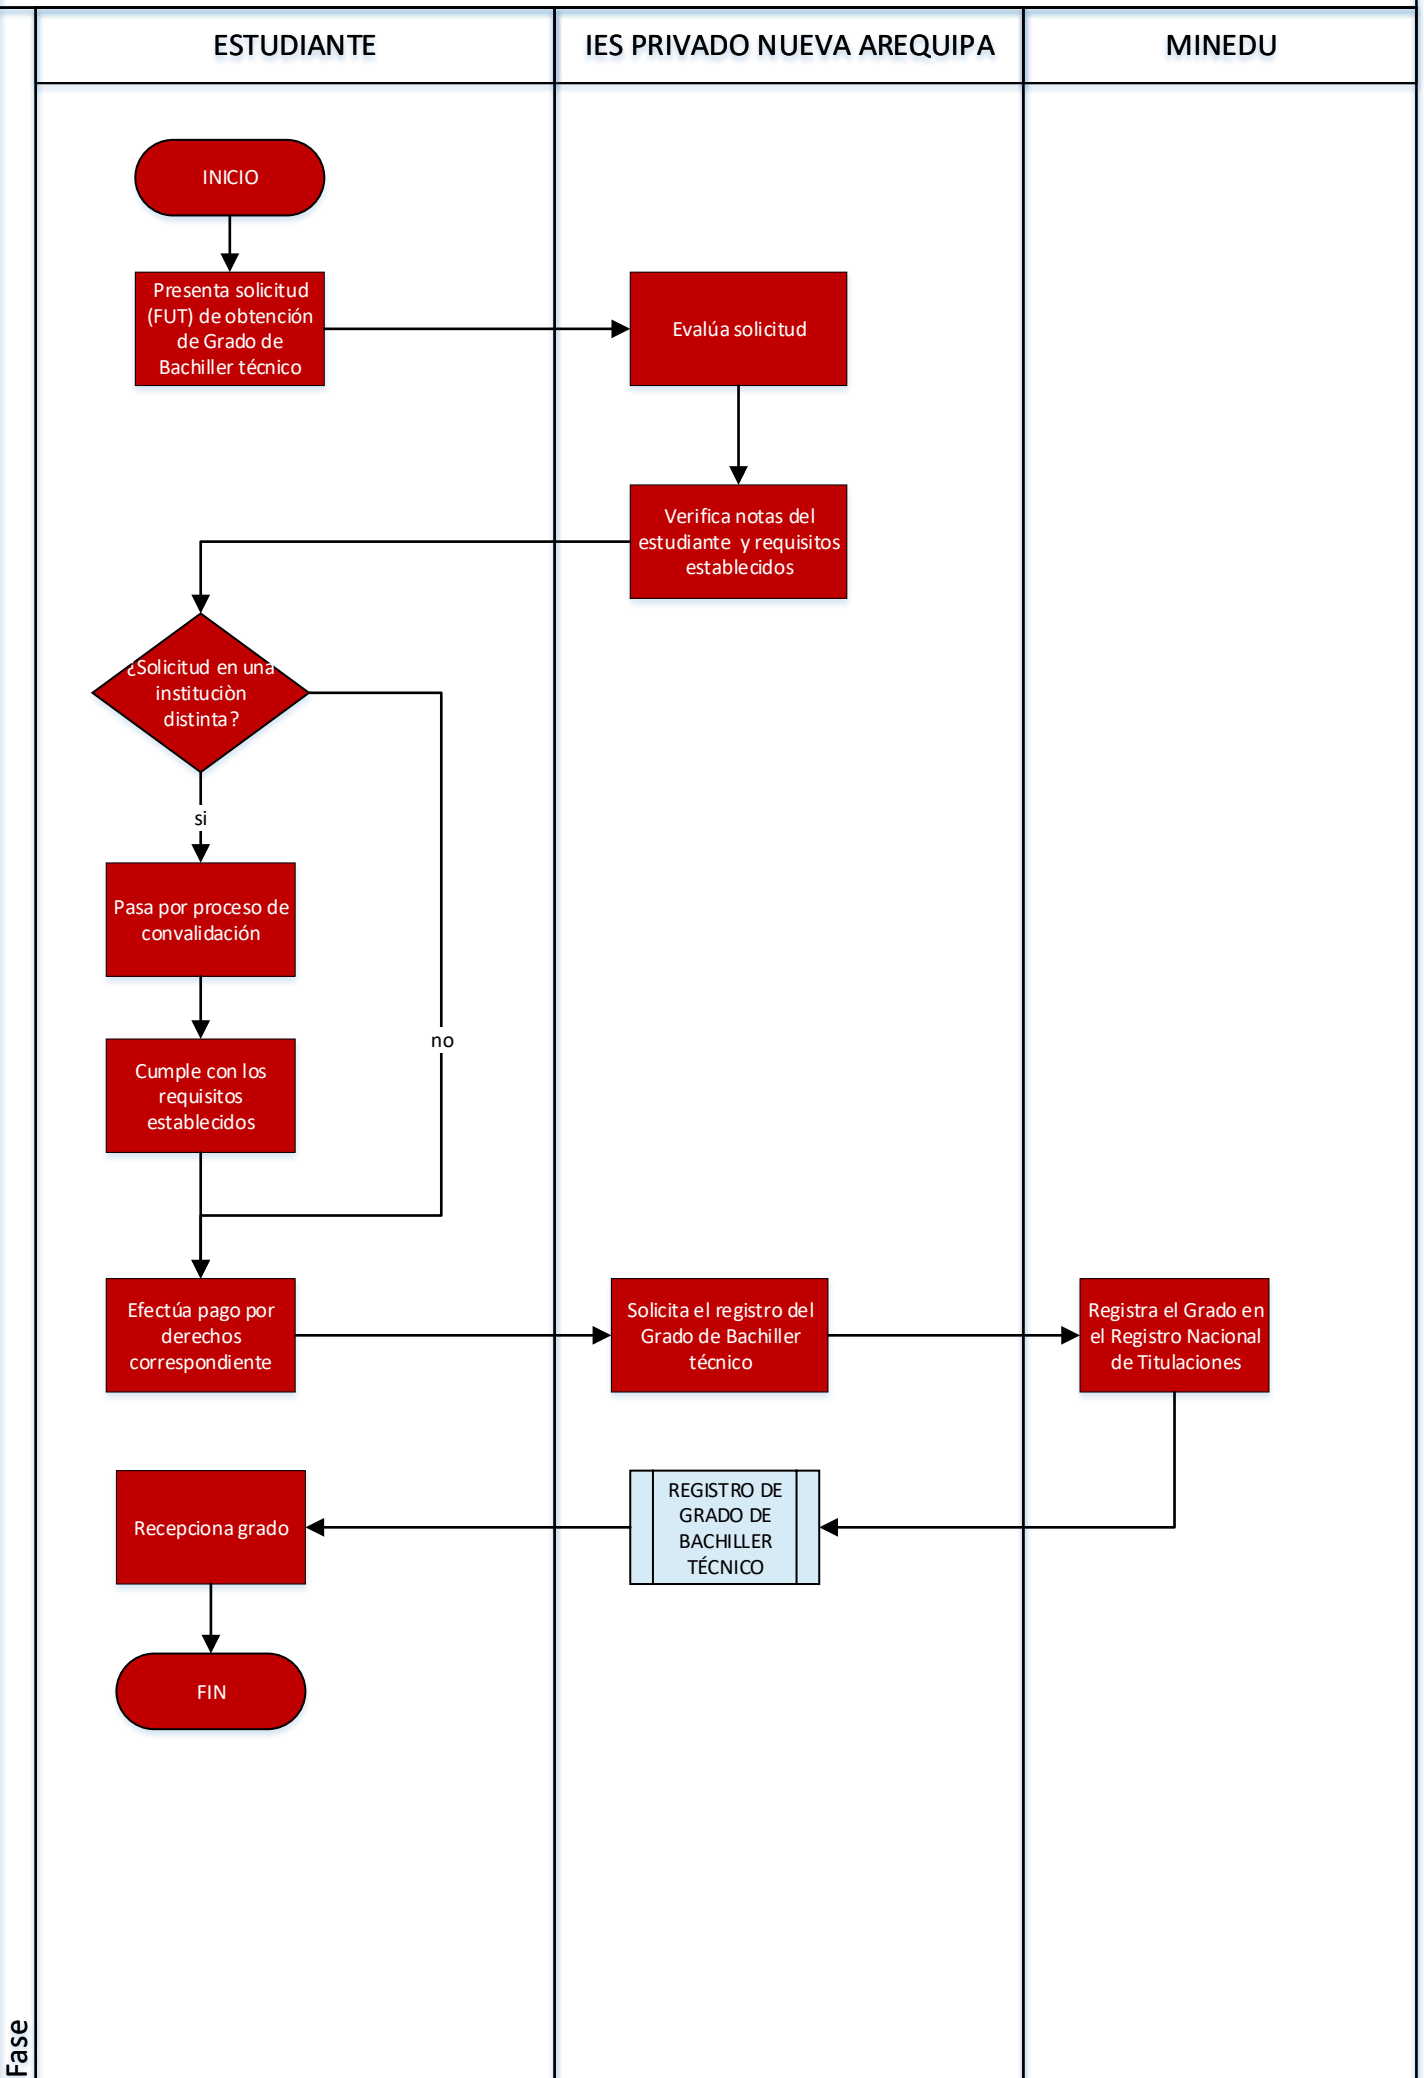 ESTUDIANTE
IES PRIVADO NUEVA AREQUIPA
MINEDU
INICIO
Presenta solicitud
(FUT) de obtención
de Grado de
Bachiller técnico
Evalúa solicitud
Verifica notas del
estudiante y requisitos
establecidos
¿Solicitud en una
instituciòn
distinta?
si
Pasa por proceso de
convalidación
no
Cumple con los
requisitos
establecidos
Efectúa pago por
derechos
correspondiente
Solicita el registro del
Grado de Bachiller
técnico
Registra el Grado en
el Registro Nacional
de Titulaciones
Recepciona grado
REGISTRO DE
GRADO DE
BACHILLER
TÉCNICO
FIN
Fase